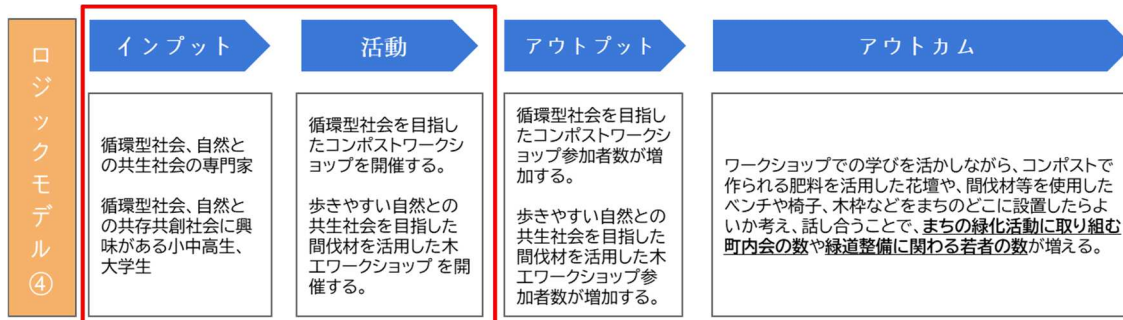 ロジックモデル④
インプット
活動
アウトプット
アウトカム
循環型社会、自然と
の共生社会の専門家
循環型社会、自然と
の共存共創社会に興
味がある小中高生、
大学生
循環型社会を目指し
たコンポストワークシ
ョップを開催する。
歩きやすい自然との
共生社会を目指した
間伐材を活用した木
工ワークショップ を開
催する。
循環型社会を目指し
たコンポストワークシ
ョップ参加者数が増
加する。
歩きやすい自然との
共生社会を目指した
間伐材を活用した木
工ワークショップ参
加者数が増加する。
ワークショップでの学びを活かしながら、コンポストで
作られる肥料を活用した花壇や、間伐材等を使用した
ベンチや椅子、木枠などをまちのどこに設置したらよ
いか考え、話し合うことで、まちの緑化活動に取り組む
町内会の数や緑道整備に関わる若者の数が増える。